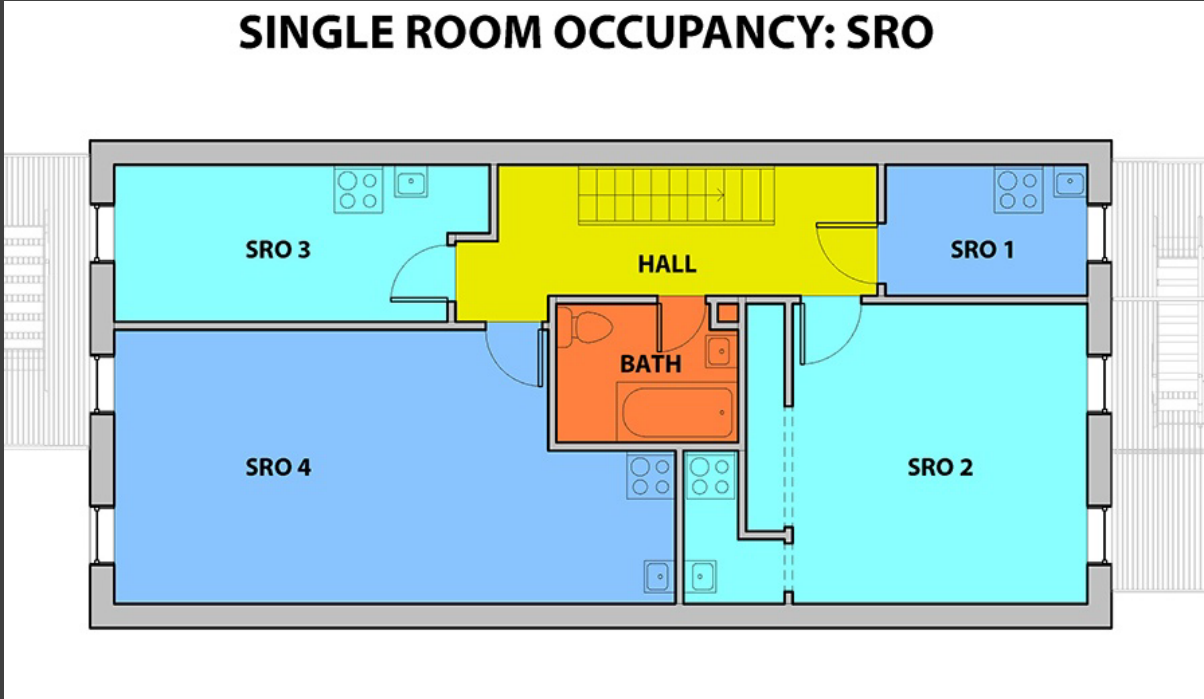 SINGLE ROOM OCCUPANCY: SRO
SRO 3
HALL
SRO 1
BATH
SRO 4
SRO 2